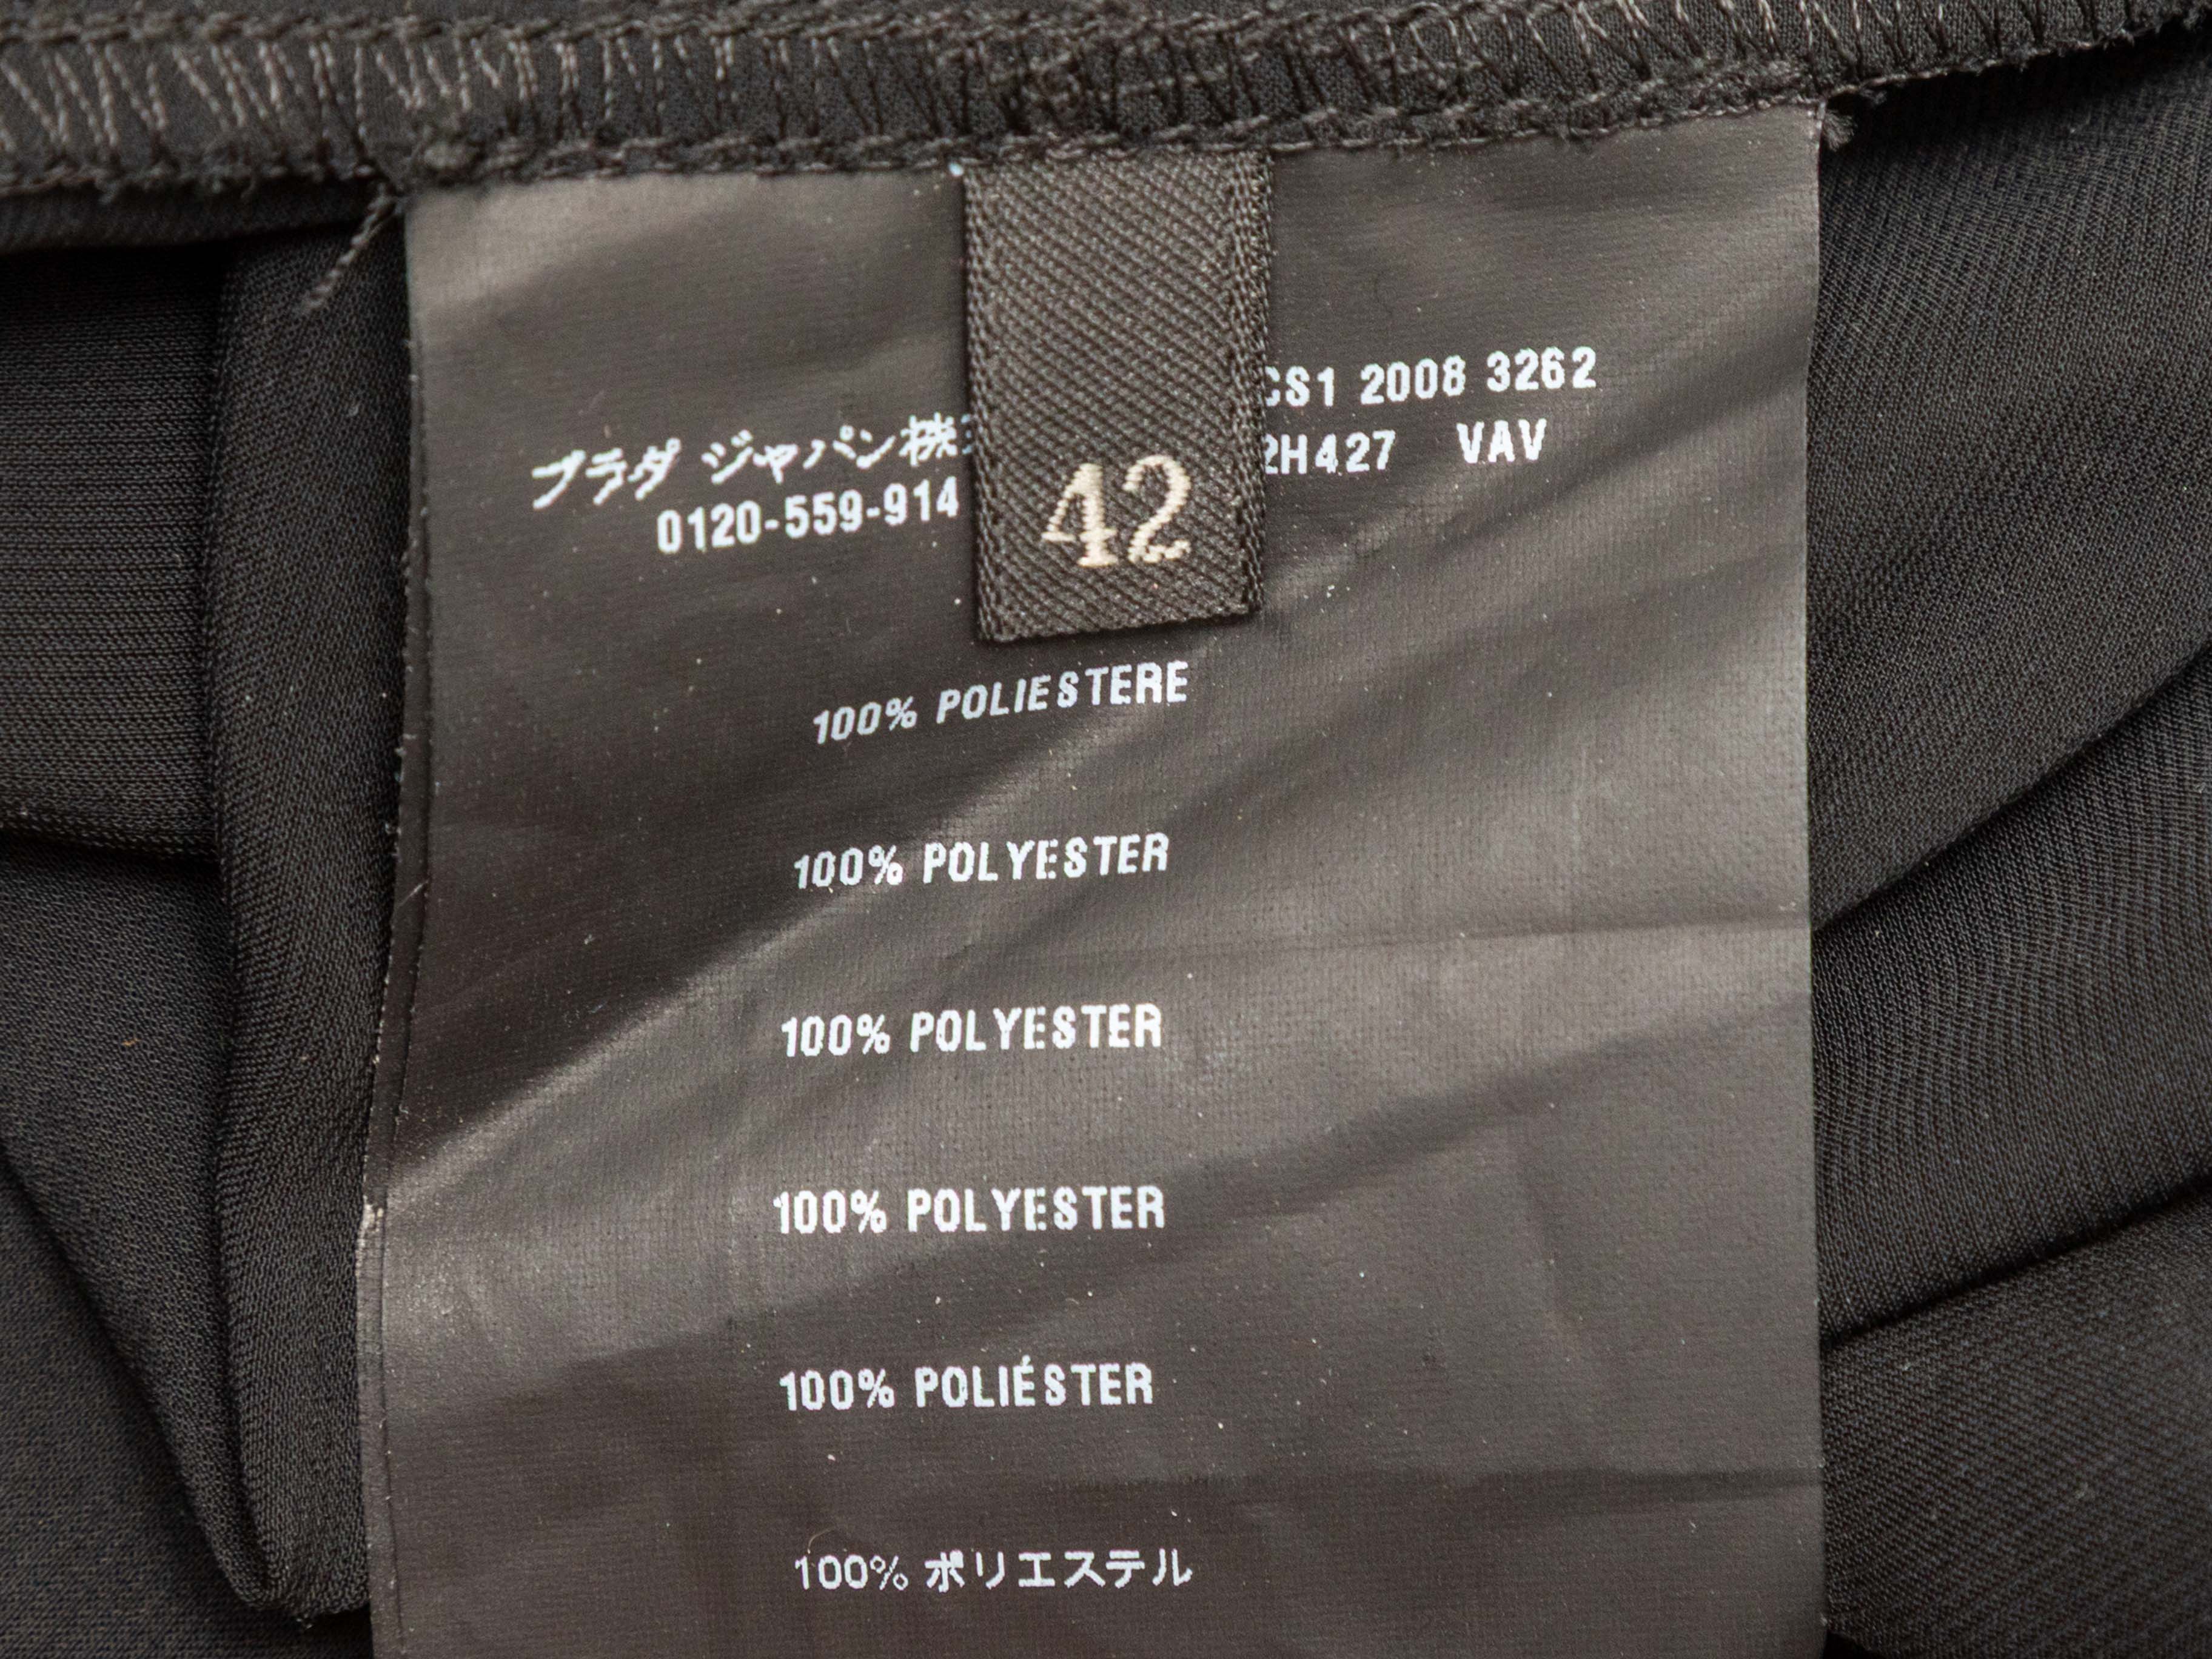 プラダ ジャパン株
0120-559-914
42
CS1 2008 3262
2H427 VAV
100% POLIESTERE
100% POLYESTER
100% POLYESTER
100% POLYESTER
100% POLIÉSTER
100% ポリエステル